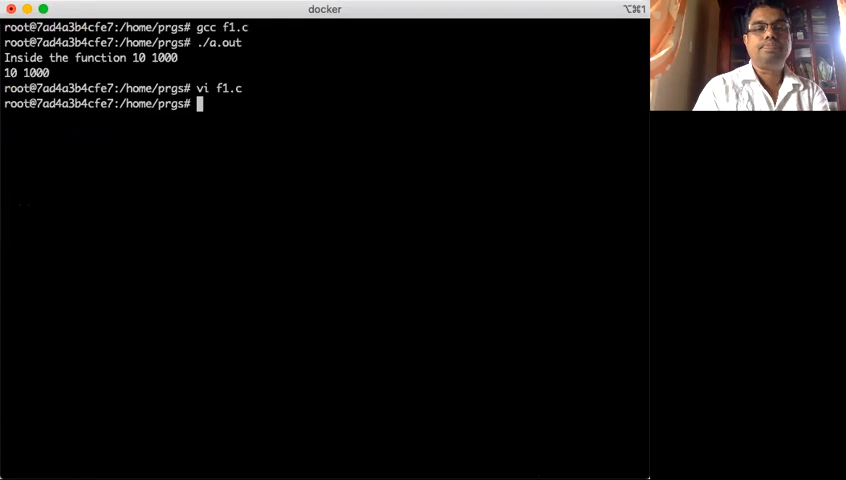 docker
⌥⌘1
root@7ad4a3b4cfe7:/home/prgs# gcc f1.c
root@7ad4a3b4cfe7:/home/prgs# ./a.out
Inside the function 10 1000
10 1000
root@7ad4a3b4cfe7:/home/prgs# vi f1.c
root@7ad4a3b4cfe7:/home/prgs#